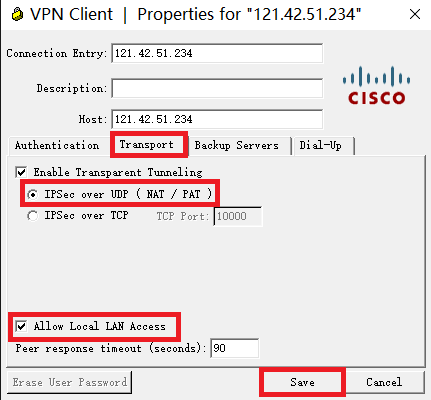 VPN Client | Properties for "121.42.51.234"
Connection Entry: 121.42.51.234
Description:
Host: 121.42.51.234
CISCO
Authentication Transport Backup Servers Dial-Up
Enable Transparent Tunneling
IPSec over UDP ( NAT / PAT )
IPSec over TCP TCP Port: 10000
Allow Local LAN Access
Peer response timeout (seconds): 90
Erase User Password Save Cancel